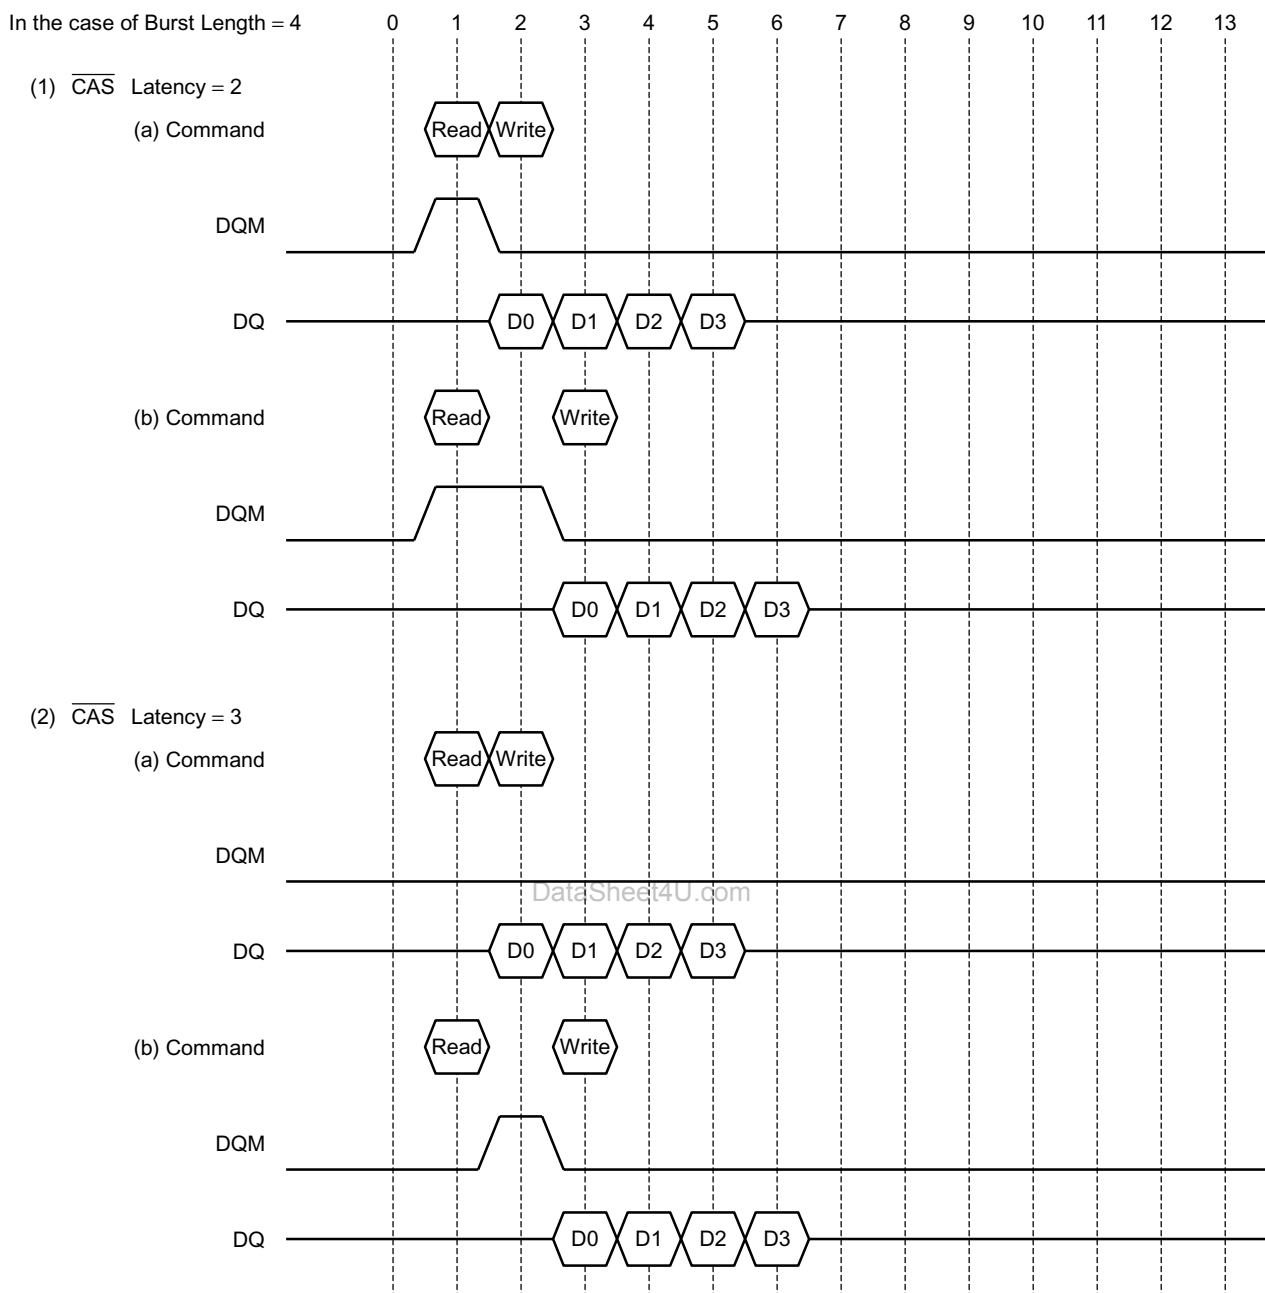 In the case of Burst Length = 4 0 1 2 3 4 5 6 7 8 9 10 11 12 13
(1) CAS Latency = 2
(a) Command Read Write
DQM
DQ D0 D1 D2 D3
(b) Command Read Write
DQM
DQ D0 D1 D2 D3
(2) CAS Latency = 3
(a) Command Read Write
DQM
DataSheet4U.com
DQ D0 D1 D2 D3
(b) Command Read Write
DQM
DQ D0 D1 D2 D3